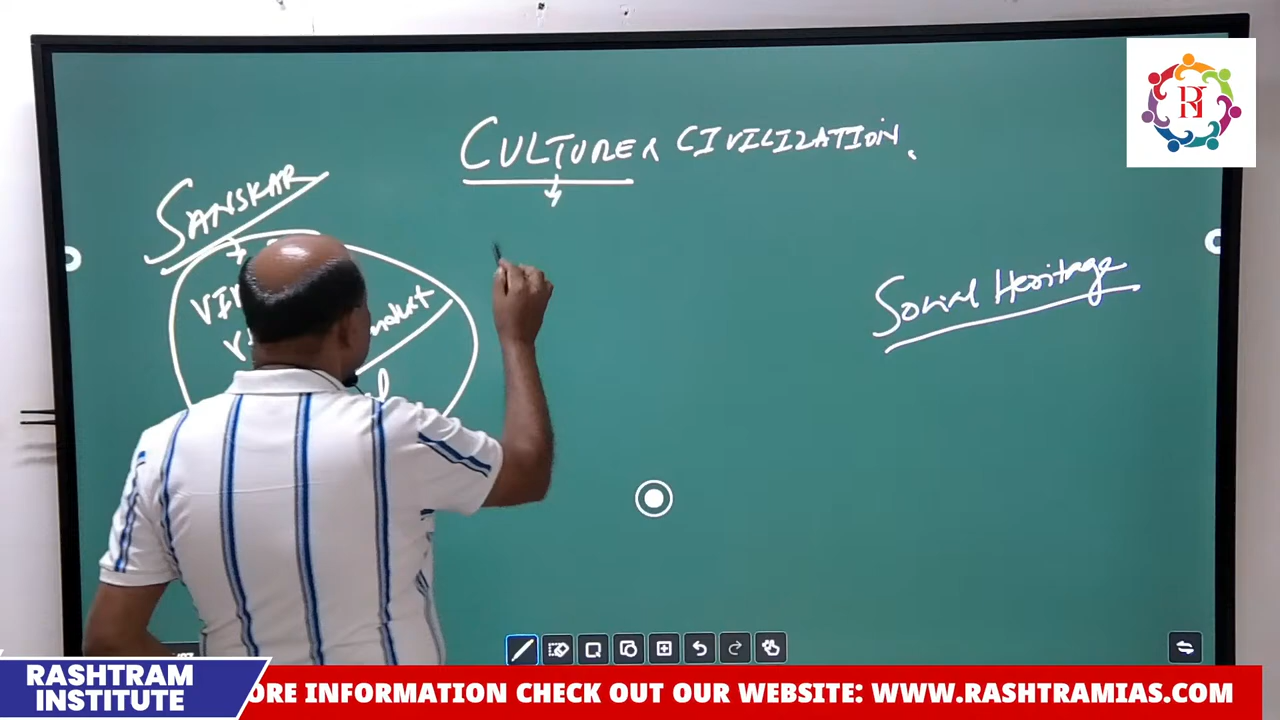 CULTURE & CIVILIZATION.
SANSKAR
Social Heritage
RASHTRAM
INSTITUTE
ORE INFORMATION CHECK OUT OUR WEBSITE: WWW.RASHTRAMIAS.COM